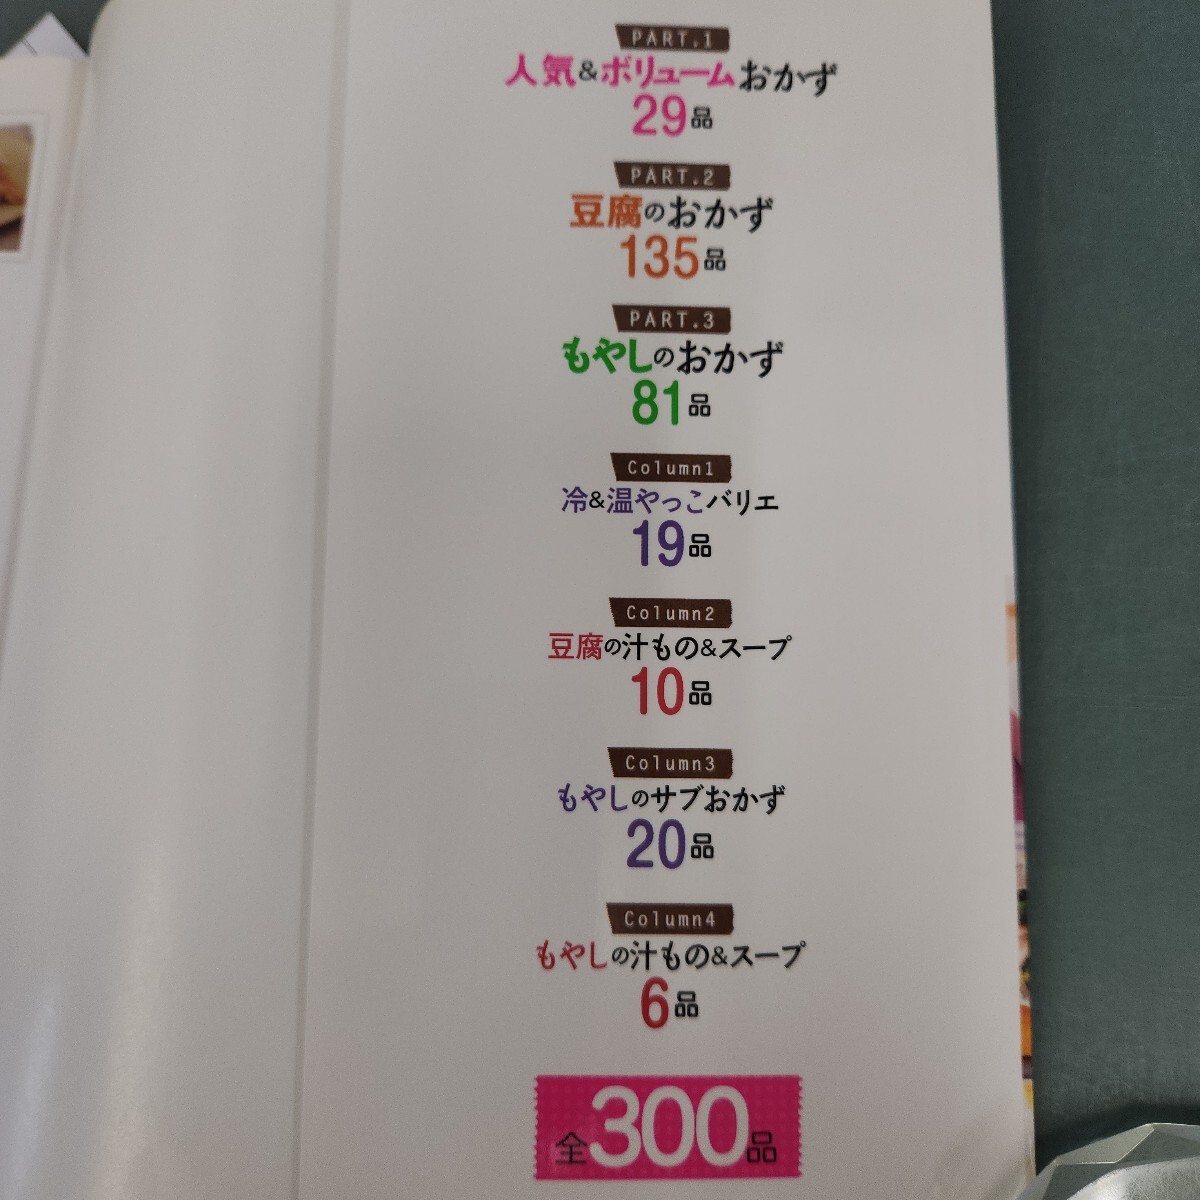 PART.1
人気&ボリュームおかず
29品
PART.2
豆腐のおかず
135品
PART.3
もやしのおかず
81品
Column1
冷&温やっこバリエ
19品
Column2
豆腐の汁もの&スープ
10品
Column3
もやしのサブおかず
20品
Column4
もやしの汁もの&スープ
6品
全300品